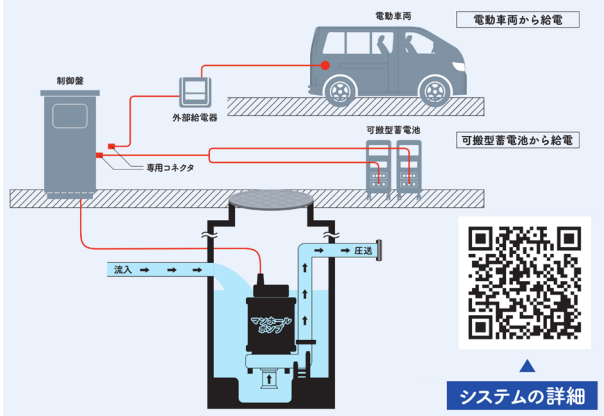 電動車両
電動車両から給電
制御盤
外部給電器
可搬型蓄電池
可搬型蓄電池から給電
専用コネクタ
流入
圧送
マンホール
ポンプ
システムの詳細